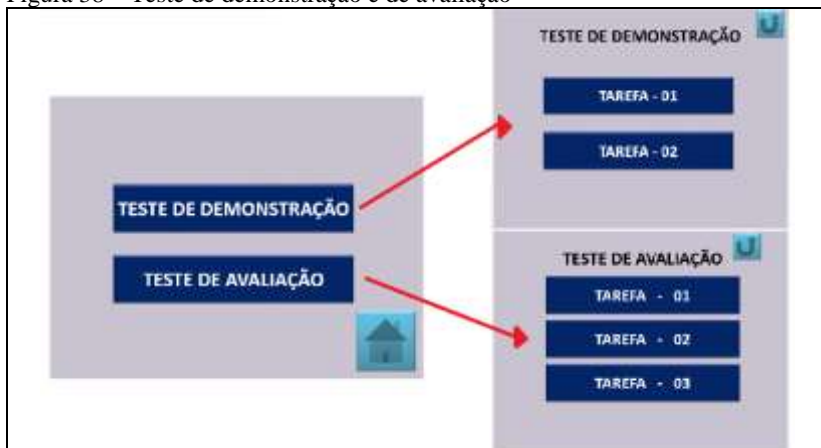 TESTE DE DEMONSTRAÇÃO
TESTE DE AVALIAÇÃO
TESTE DE DEMONSTRAÇÃO
TAREFA - 01
TAREFA - 02
TESTE DE AVALIAÇÃO
TAREFA - 01
TAREFA - 02
TAREFA - 03